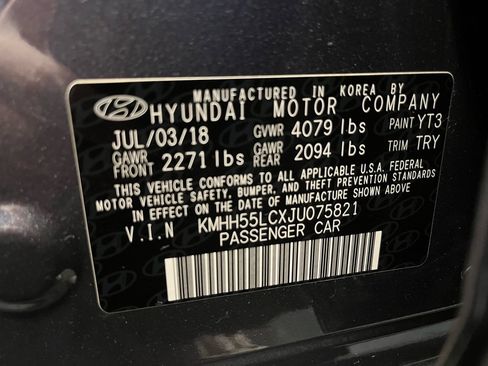 MANUFACTURED IN KOREA BY
HYUNDAI MOTOR COMPANY
JUL/03/18 GVWR 4079 lbs PAINT YT3
GAWR FRONT 2271 lbs GAWR REAR 2094 lbs TRIM TRY
THIS VEHICLE CONFORMS TO ALL APPLICABLE U.S.A. FEDERAL
MOTOR VEHICLE SAFETY, BUMPER, AND THEFT PREVENTION STANDARDS
IN EFFECT ON THE DATE OF MANUFACTURE SHOWN ABOVE.
V.I.N KMHH55LCXJU075821
PASSENGER CAR